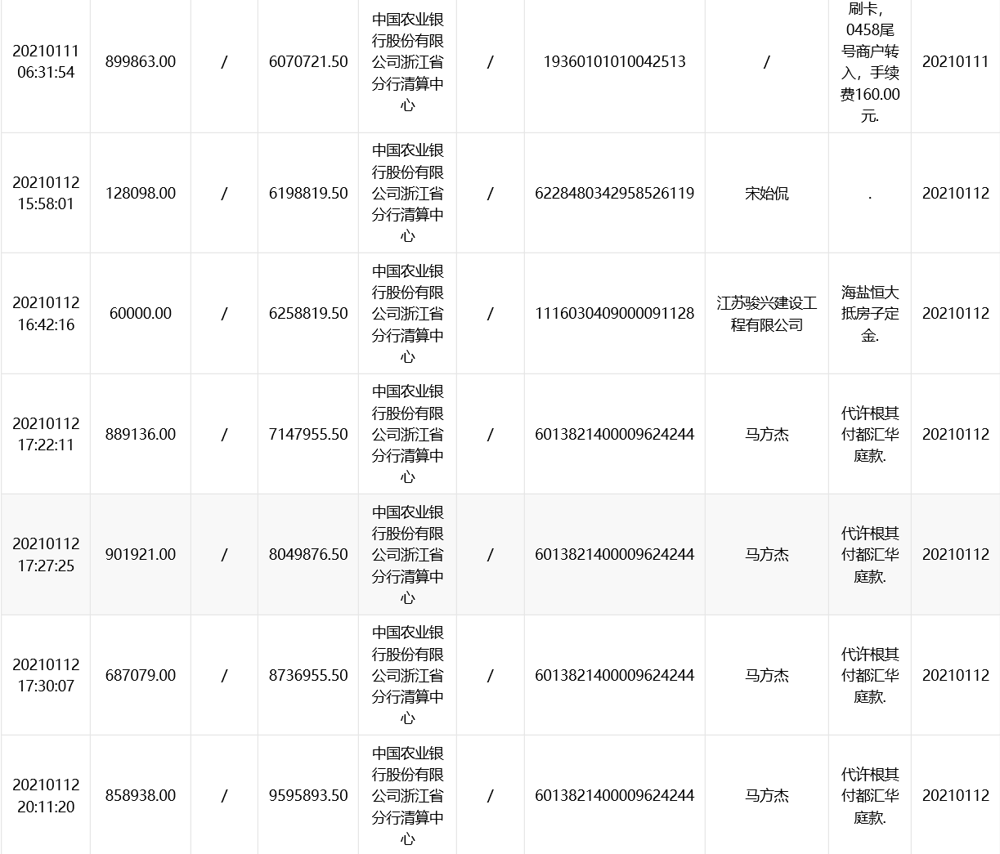 20210111
06:31:54
899863.00
/
6070721.50
中国农业银
行股份有限
公司浙江省
分行清算中
心
/
19360101010042513
/
刷卡，
0458尾
号商户转
入，手续
费160.00
元.
20210111
20210112
15:58:01
128098.00
/
6198819.50
中国农业银
行股份有限
公司浙江省
分行清算中
心
/
6228480342958526119
宋始侃
.
20210112
20210112
16:42:16
60000.00
/
6258819.50
中国农业银
行股份有限
公司浙江省
分行清算中
心
/
1116030409000091128
江苏骏兴建设工
程有限公司
海盐恒大
抵房子定
金.
20210112
20210112
17:22:11
889136.00
/
7147955.50
中国农业银
行股份有限
公司浙江省
分行清算中
心
/
6013821400009624244
马方杰
代许根其
付都汇华
庭款.
20210112
20210112
17:27:25
901921.00
/
8049876.50
中国农业银
行股份有限
公司浙江省
分行清算中
心
/
6013821400009624244
马方杰
代许根其
付都汇华
庭款.
20210112
20210112
17:30:07
687079.00
/
8736955.50
中国农业银
行股份有限
公司浙江省
分行清算中
心
/
6013821400009624244
马方杰
代许根其
付都汇华
庭款.
20210112
20210112
20:11:20
858938.00
/
9595893.50
中国农业银
行股份有限
公司浙江省
分行清算中
心
/
6013821400009624244
马方杰
代许根其
付都汇华
庭款.
20210112